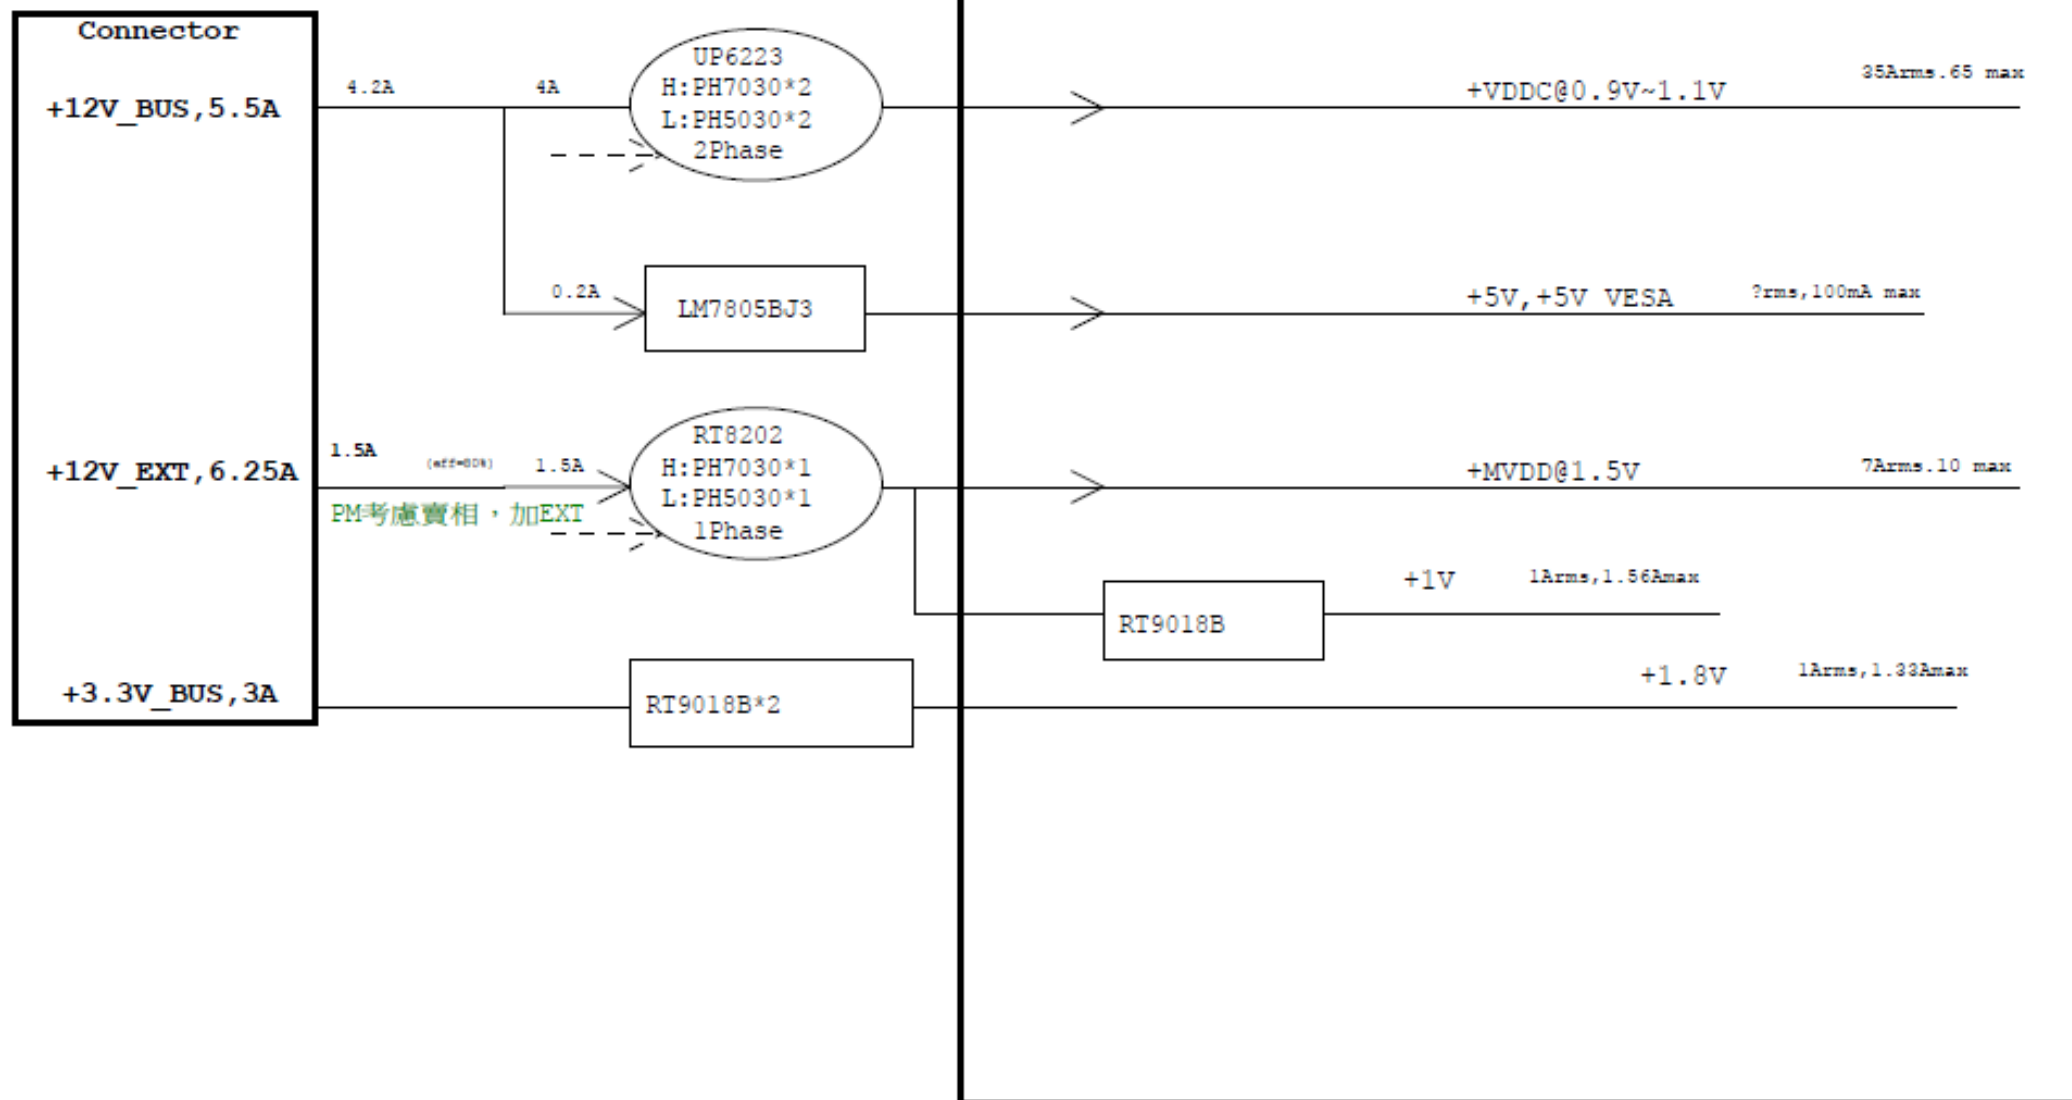 Connector
+12V_BUS,5.5A
4.2A
4A
UP6223
H:PH7030*2
L:PH5030*2
2Phase
+VDDC@0.9V~1.1V
35Arms.65 max
0.2A
LM7805BJ3
+5V,+5V VESA
?rms,100mA max
+12V_EXT,6.25A
1.5A
(eff=80%)
1.5A
PM考慮賣相，加EXT
RT8202
H:PH7030*1
L:PH5030*1
1Phase
+MVDD@1.5V
7Arms.10 max
RT9018B
+1V
1Arms,1.56Amax
+3.3V_BUS,3A
RT9018B*2
+1.8V
1Arms,1.33Amax